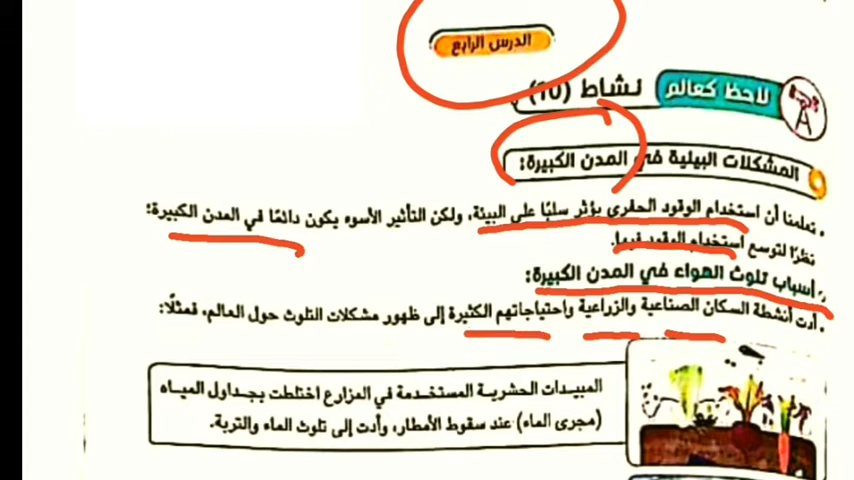 الدرس الرابع
لاحظ كعالم نشاط (10)
المشكلات البيئية في المدن الكبيرة:
• تعلمنا أن استخدام الوقود الحفري يؤثر سلبًا على البيئة، ولكن التأثير الأسوء يكون دائمًا في المدن الكبيرة؛
نظرًا لتوسع استخدام الوقود فيها.
أسباب تلوث الهواء في المدن الكبيرة:
• أدت أنشطة السكان الصناعية والزراعية واحتياجاتهم الكثيرة إلى ظهور مشكلات التلوث حول العالم، فمثلًا:
المبيدات الحشرية المستخدمة في المزارع اختلطت بجداول المياه
(مجرى الماء) عند سقوط الأمطار، وأدت إلى تلوث الماء والتربة.